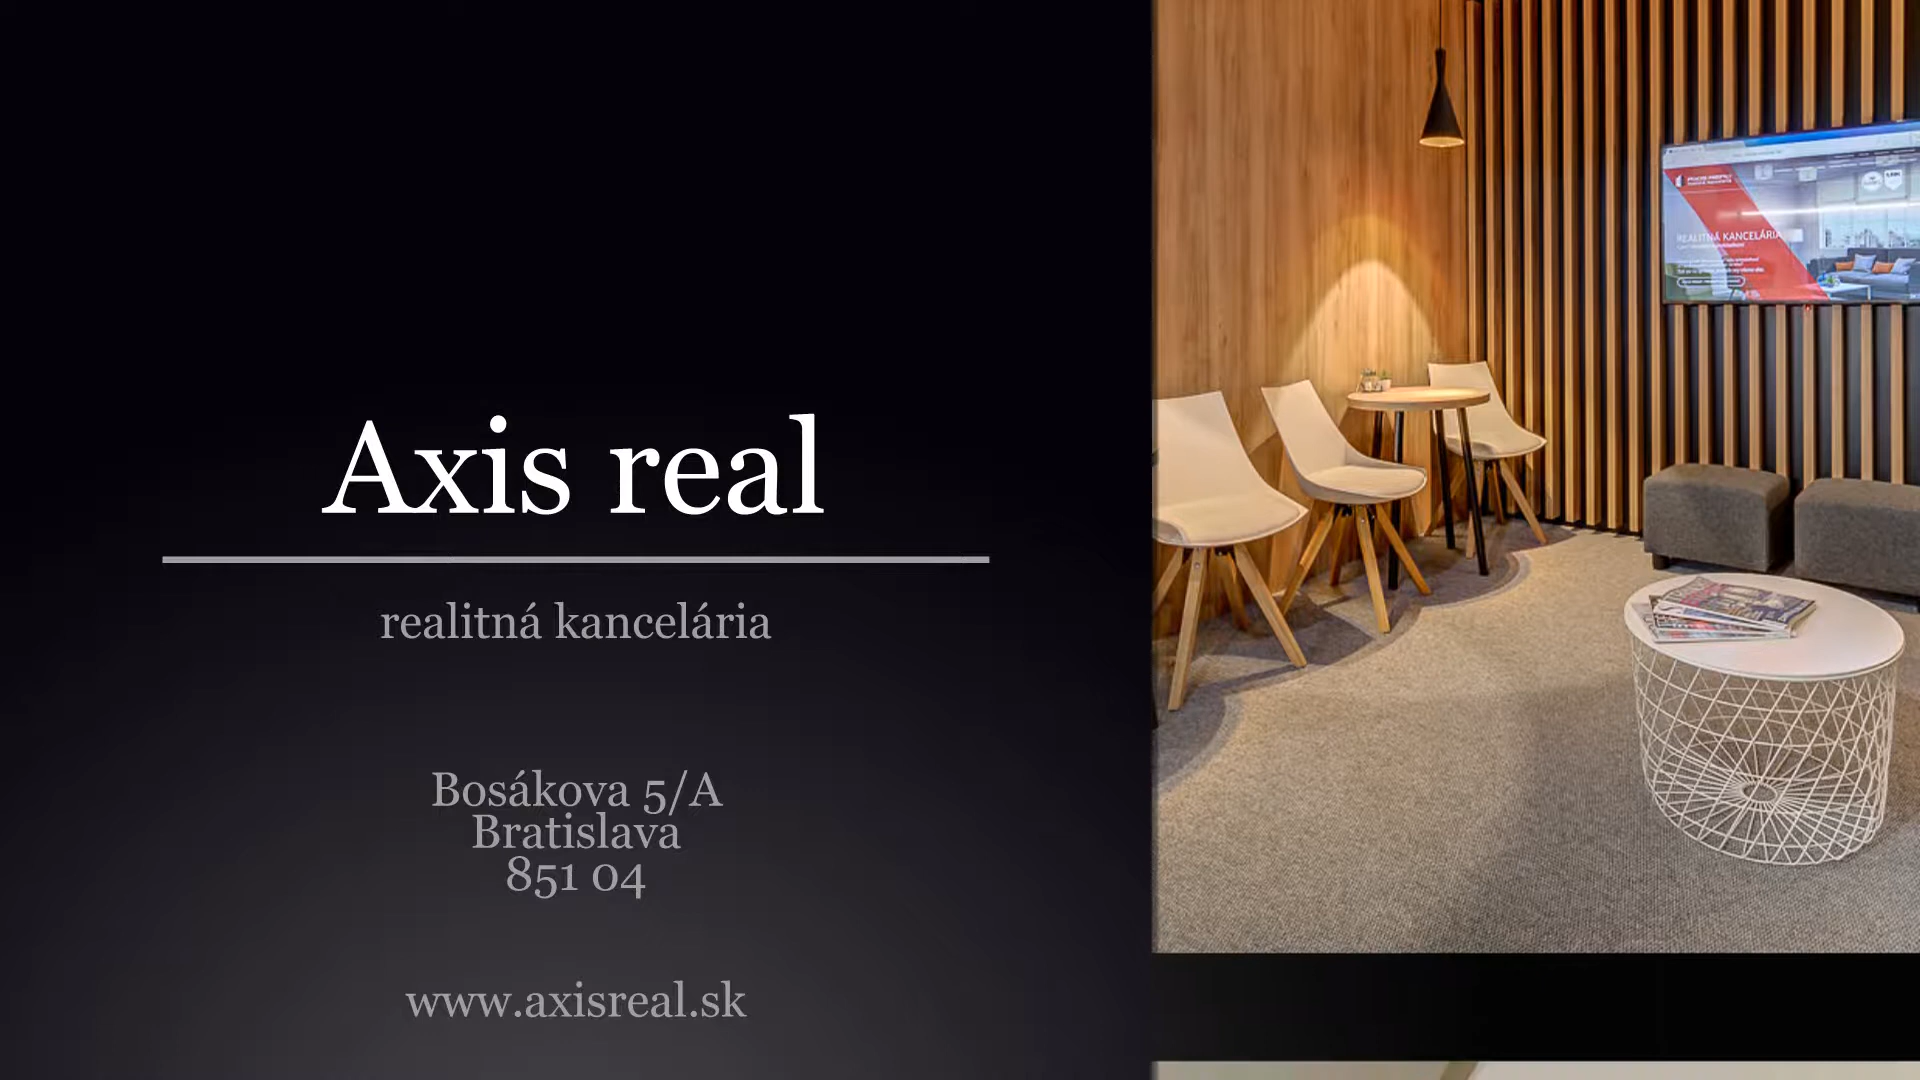 Axis real
realitná kancelária
Bosákova 5/A
Bratislava
851 04
www.axisreal.sk
REALITNÁ KANCELÁRIA